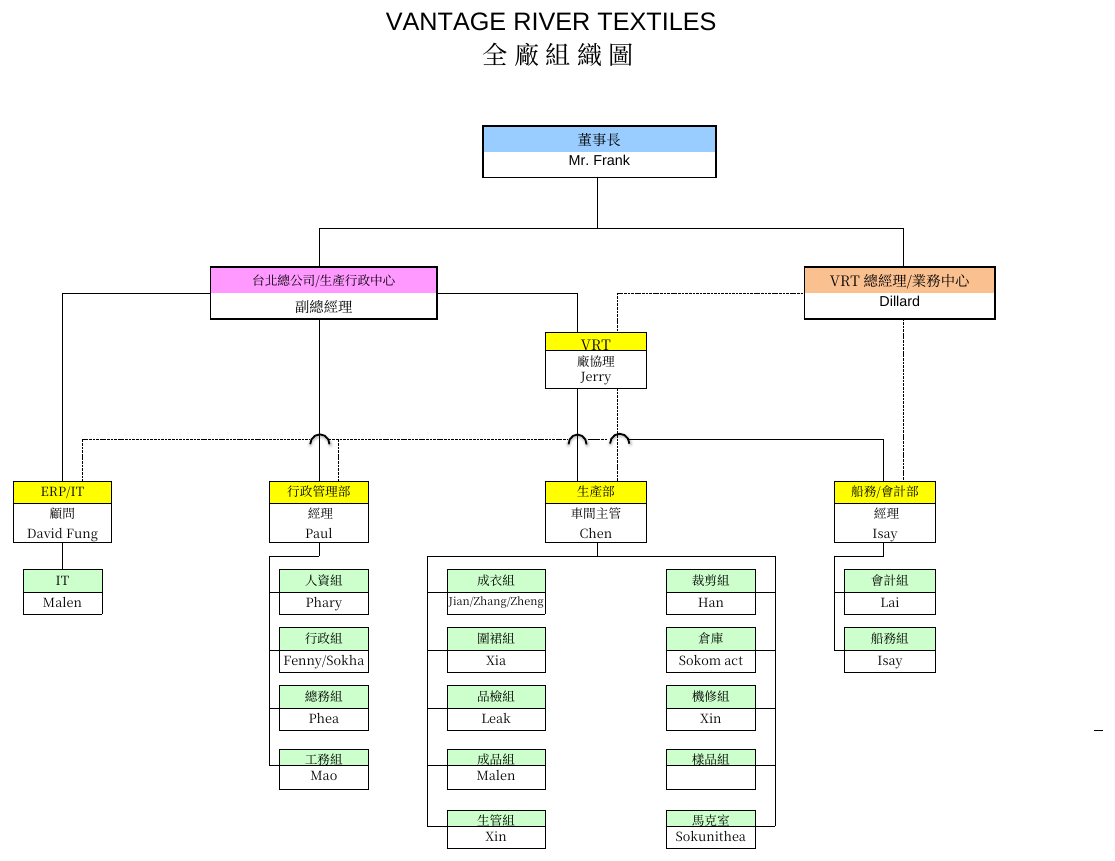 VANTAGE RIVER TEXTILES
全廠組織圖
董事長
Mr. Frank
台北總公司/生產行政中心
副總經理
VRT 總經理/業務中心
Dillard
VRT
廠協理
Jerry
ERP/IT
顧問
David Fung
行政管理部
經理
Paul
生產部
車間主管
Chen
船務/會計部
經理
Isay
IT
Malen
人資組
Phary
行政組
Fenny/Sokha
總務組
Phea
工務組
Mao
成衣組
Jian/Zhang/Zheng
圍裙組
Xia
品檢組
Leak
成品組
Malen
生管組
Xin
裁剪組
Han
倉庫
Sokom act
機修組
Xin
樣品組
馬克室
Sokunithea
會計組
Lai
船務組
Isay